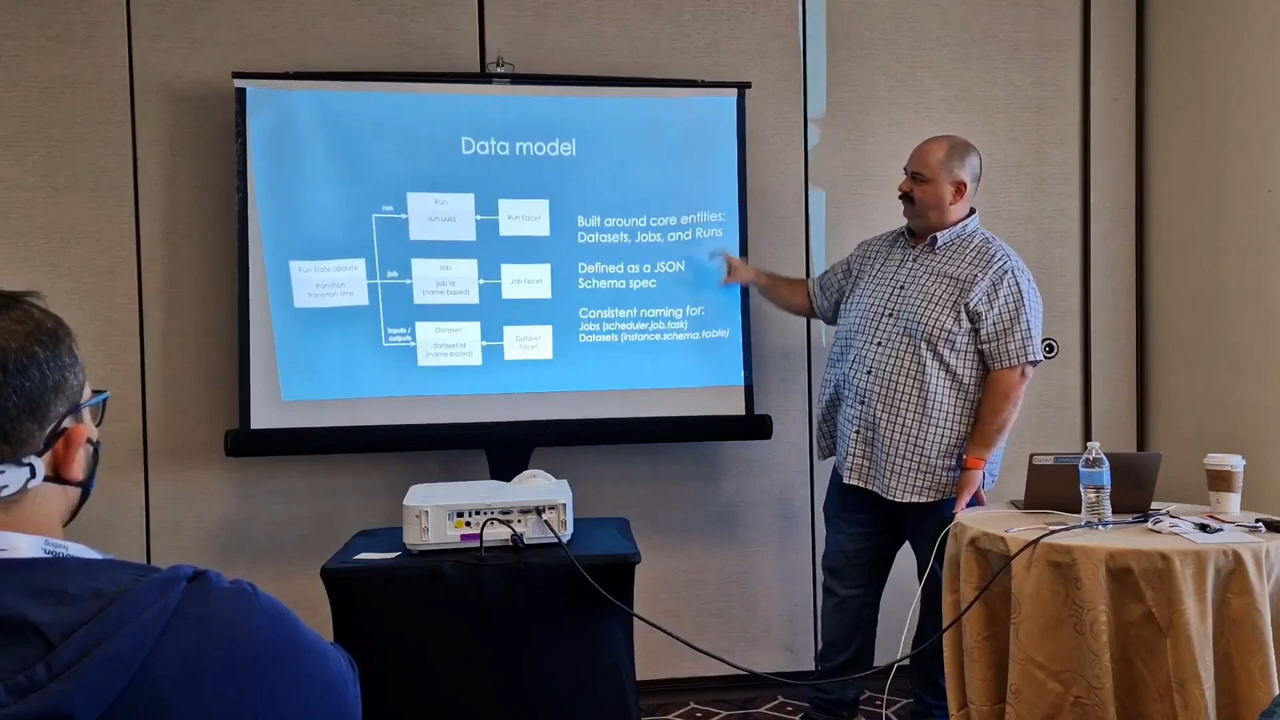 Data model
run
Run
run uuid
Run Facet
Built around core entities:
Datasets, Jobs, and Runs
Run State Update
transition
transition time
job
Job
job id
(name based)
Job Facet
Defined as a JSON
Schema spec
inputs /
outputs
Dataset
dataset id
(name based)
Dataset
Facet
Consistent naming for:
Jobs (scheduler.job.task)
Datasets (instance.schema.table)